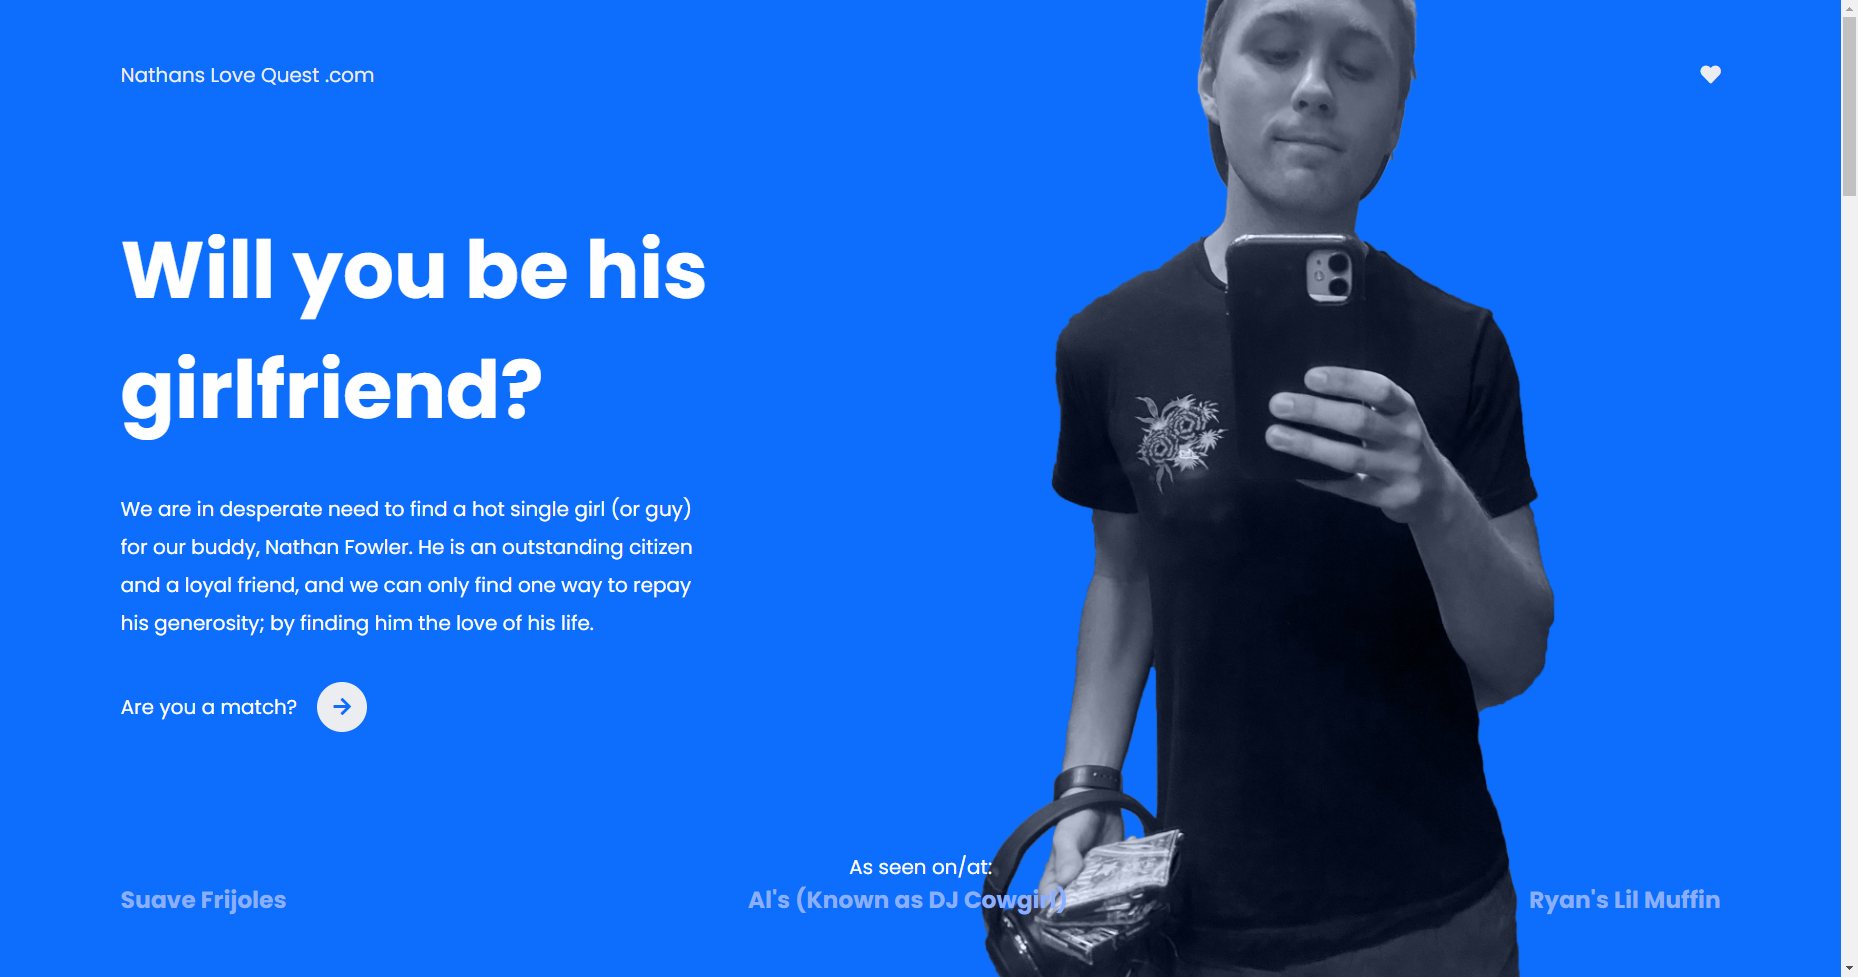 Nathans Love Quest .com
Will you be his
girlfriend?
We are in desperate need to find a hot single girl (or guy)
for our buddy, Nathan Fowler. He is an outstanding citizen
and a loyal friend, and we can only find one way to repay
his generosity; by finding him the love of his life.
Are you a match?
As seen on/at:
Suave Frijoles
Al's (Known as DJ Cowgirl)
Ryan's Lil Muffin